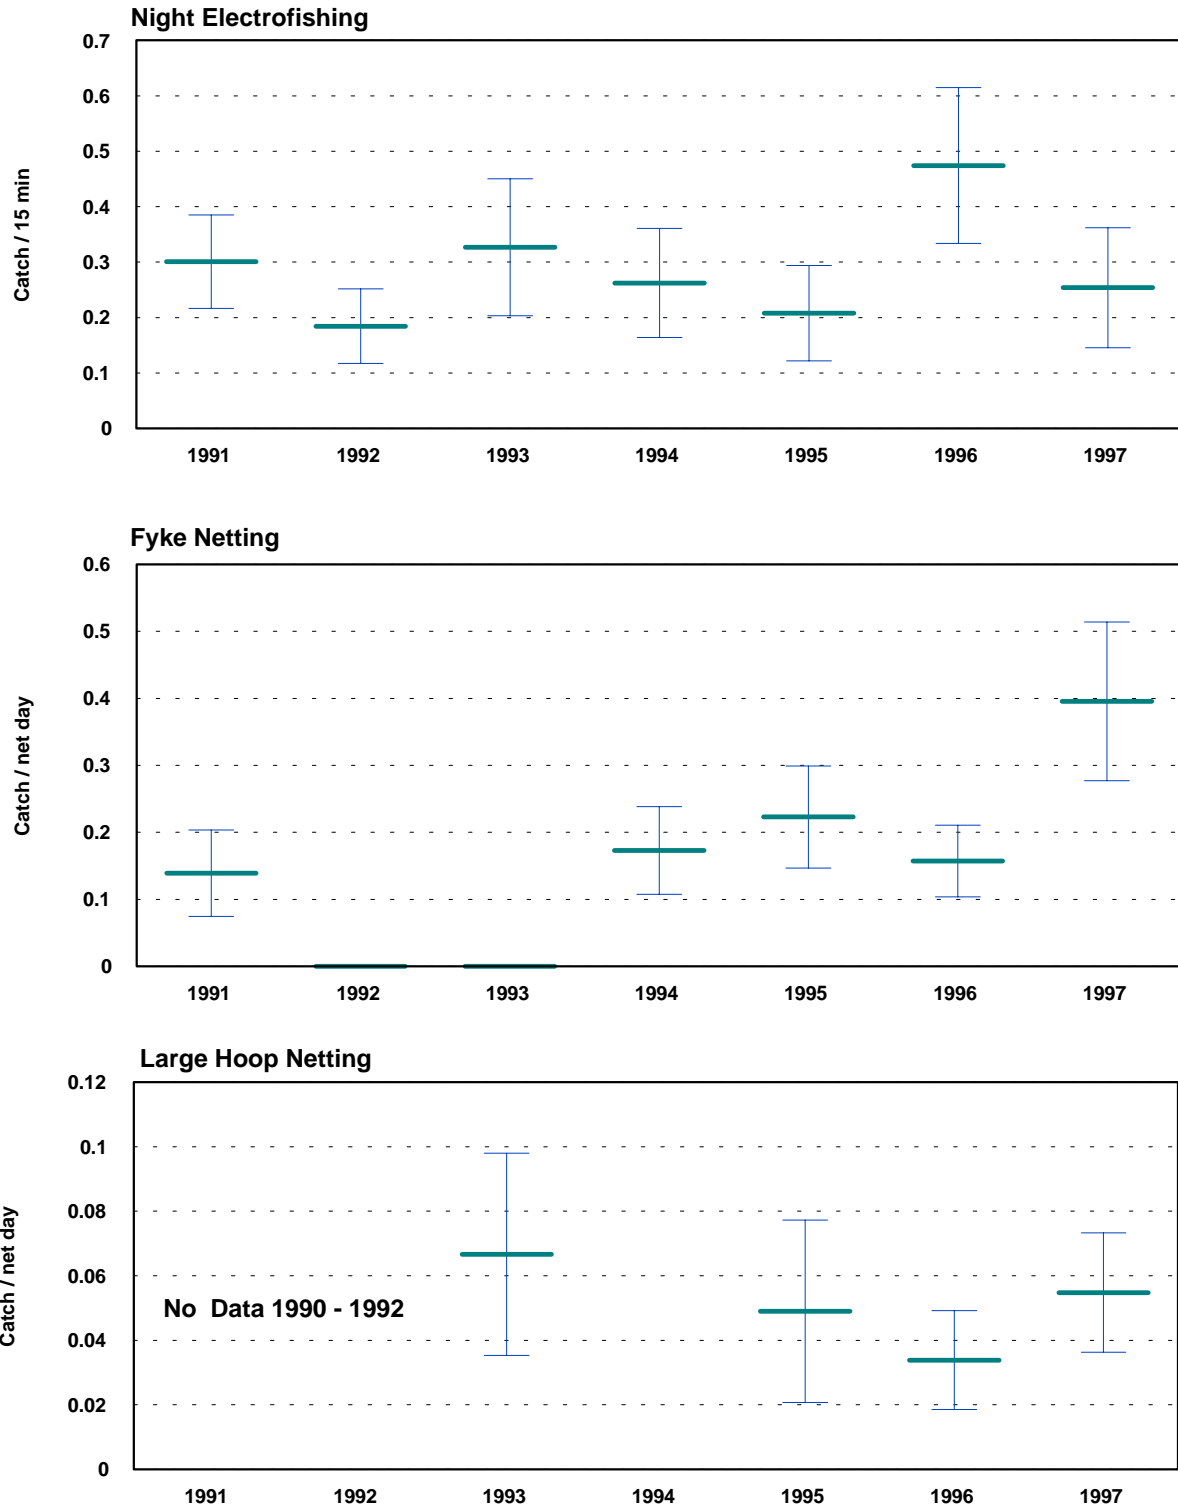 Night Electrofishing
0.7
0.6
0.5
0.4
0.3
0.2
0.1
0
Catch / 15 min
1991 1992 1993 1994 1995 1996 1997
Fyke Netting
0.6
0.5
0.4
0.3
0.2
0.1
0
Catch / net day
1991 1992 1993 1994 1995 1996 1997
Large Hoop Netting
0.12
0.1
0.08
0.06
0.04
0.02
0
Catch / net day
No Data 1990 - 1992
1991 1992 1993 1994 1995 1996 1997